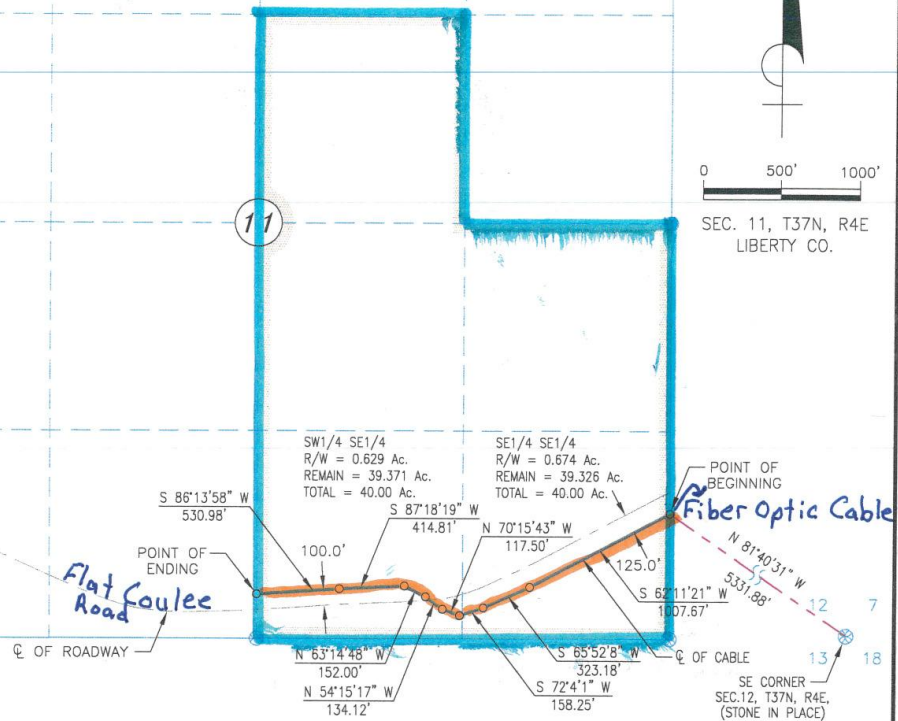 0 500' 1000'
SEC. 11, T37N, R4E
LIBERTY CO.
11
SW1/4 SE1/4
R/W = 0.629 Ac.
REMAIN = 39.371 Ac.
TOTAL = 40.00 Ac.
SE1/4 SE1/4
R/W = 0.674 Ac.
REMAIN = 39.326 Ac.
TOTAL = 40.00 Ac.
POINT OF
BEGINNING
Fiber Optic Cable
S 86°13'58" W
530.98'
S 87°18'19" W
414.81'
N 70°15'43" W
117.50'
N 81°40'31" W
5331.88'
POINT OF
ENDING
100.0'
125.0'
Flat Coulee
Road
S 62°11'21" W
1007.67'
12 7
13 18
℄ OF ROADWAY
N 63°14'48" W
152.00'
S 65°52'8" W
323.18'
℄ OF CABLE
N 54°15'17" W
134.12'
S 72°4'1" W
158.25'
SE CORNER
SEC.12, T37N, R4E,
(STONE IN PLACE)